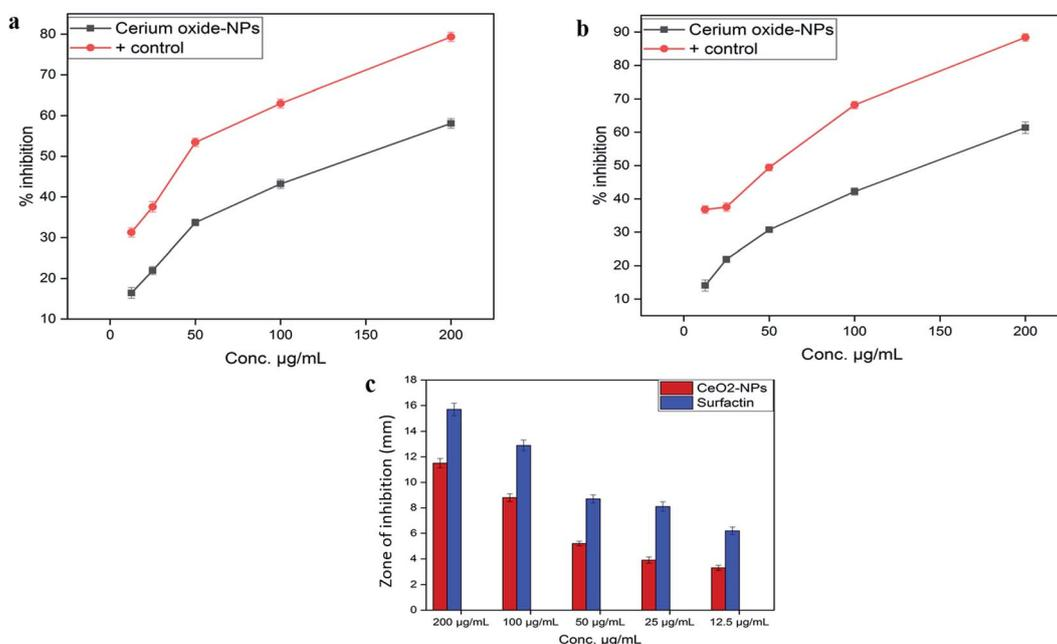 a
Cerium oxide-NPs
+ control
80
70
60
50
40
30
20
10
% inhibition
0 50 100 150 200
Conc. µg/mL
b
Cerium oxide-NPs
+ control
90
80
70
60
50
40
30
20
10
% inhibition
0 50 100 150 200
Conc. µg/mL
c
CeO2-NPs
Surfactin
18
16
14
12
10
8
6
4
2
0
Zone of inhibition (mm)
200 µg/mL 100 µg/mL 50 µg/mL 25 µg/mL 12.5 µg/mL
Conc. µg/mL